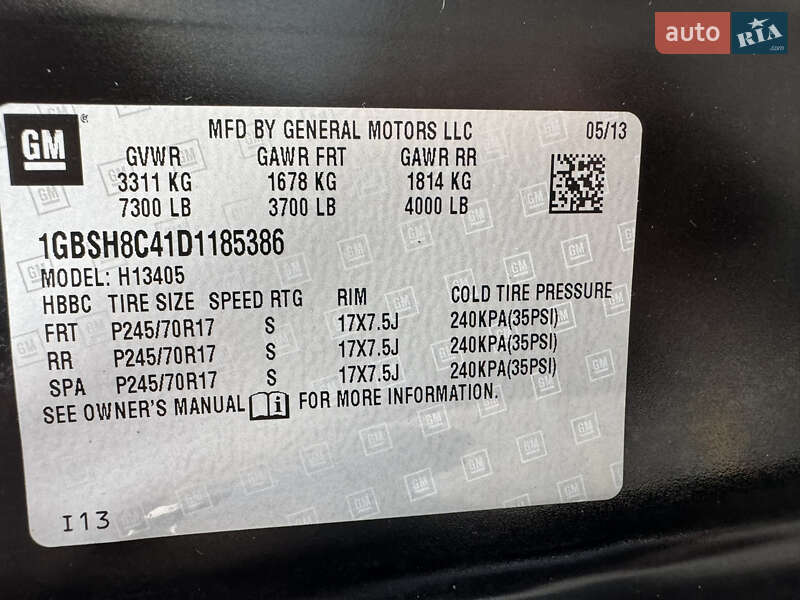 auto RIA.com
GM ®
MFD BY GENERAL MOTORS LLC 05/13
GVWR GAWR FRT GAWR RR
3311 KG 1678 KG 1814 KG
7300 LB 3700 LB 4000 LB
1GBSH8C41D1185386
MODEL: H13405
HBBC TIRE SIZE SPEED RTG RIM COLD TIRE PRESSURE
FRT P245/70R17 S 17X7.5J 240KPA(35PSI)
RR P245/70R17 S 17X7.5J 240KPA(35PSI)
SPA P245/70R17 S 17X7.5J 240KPA(35PSI)
SEE OWNER'S MANUAL i FOR MORE INFORMATION.
I13